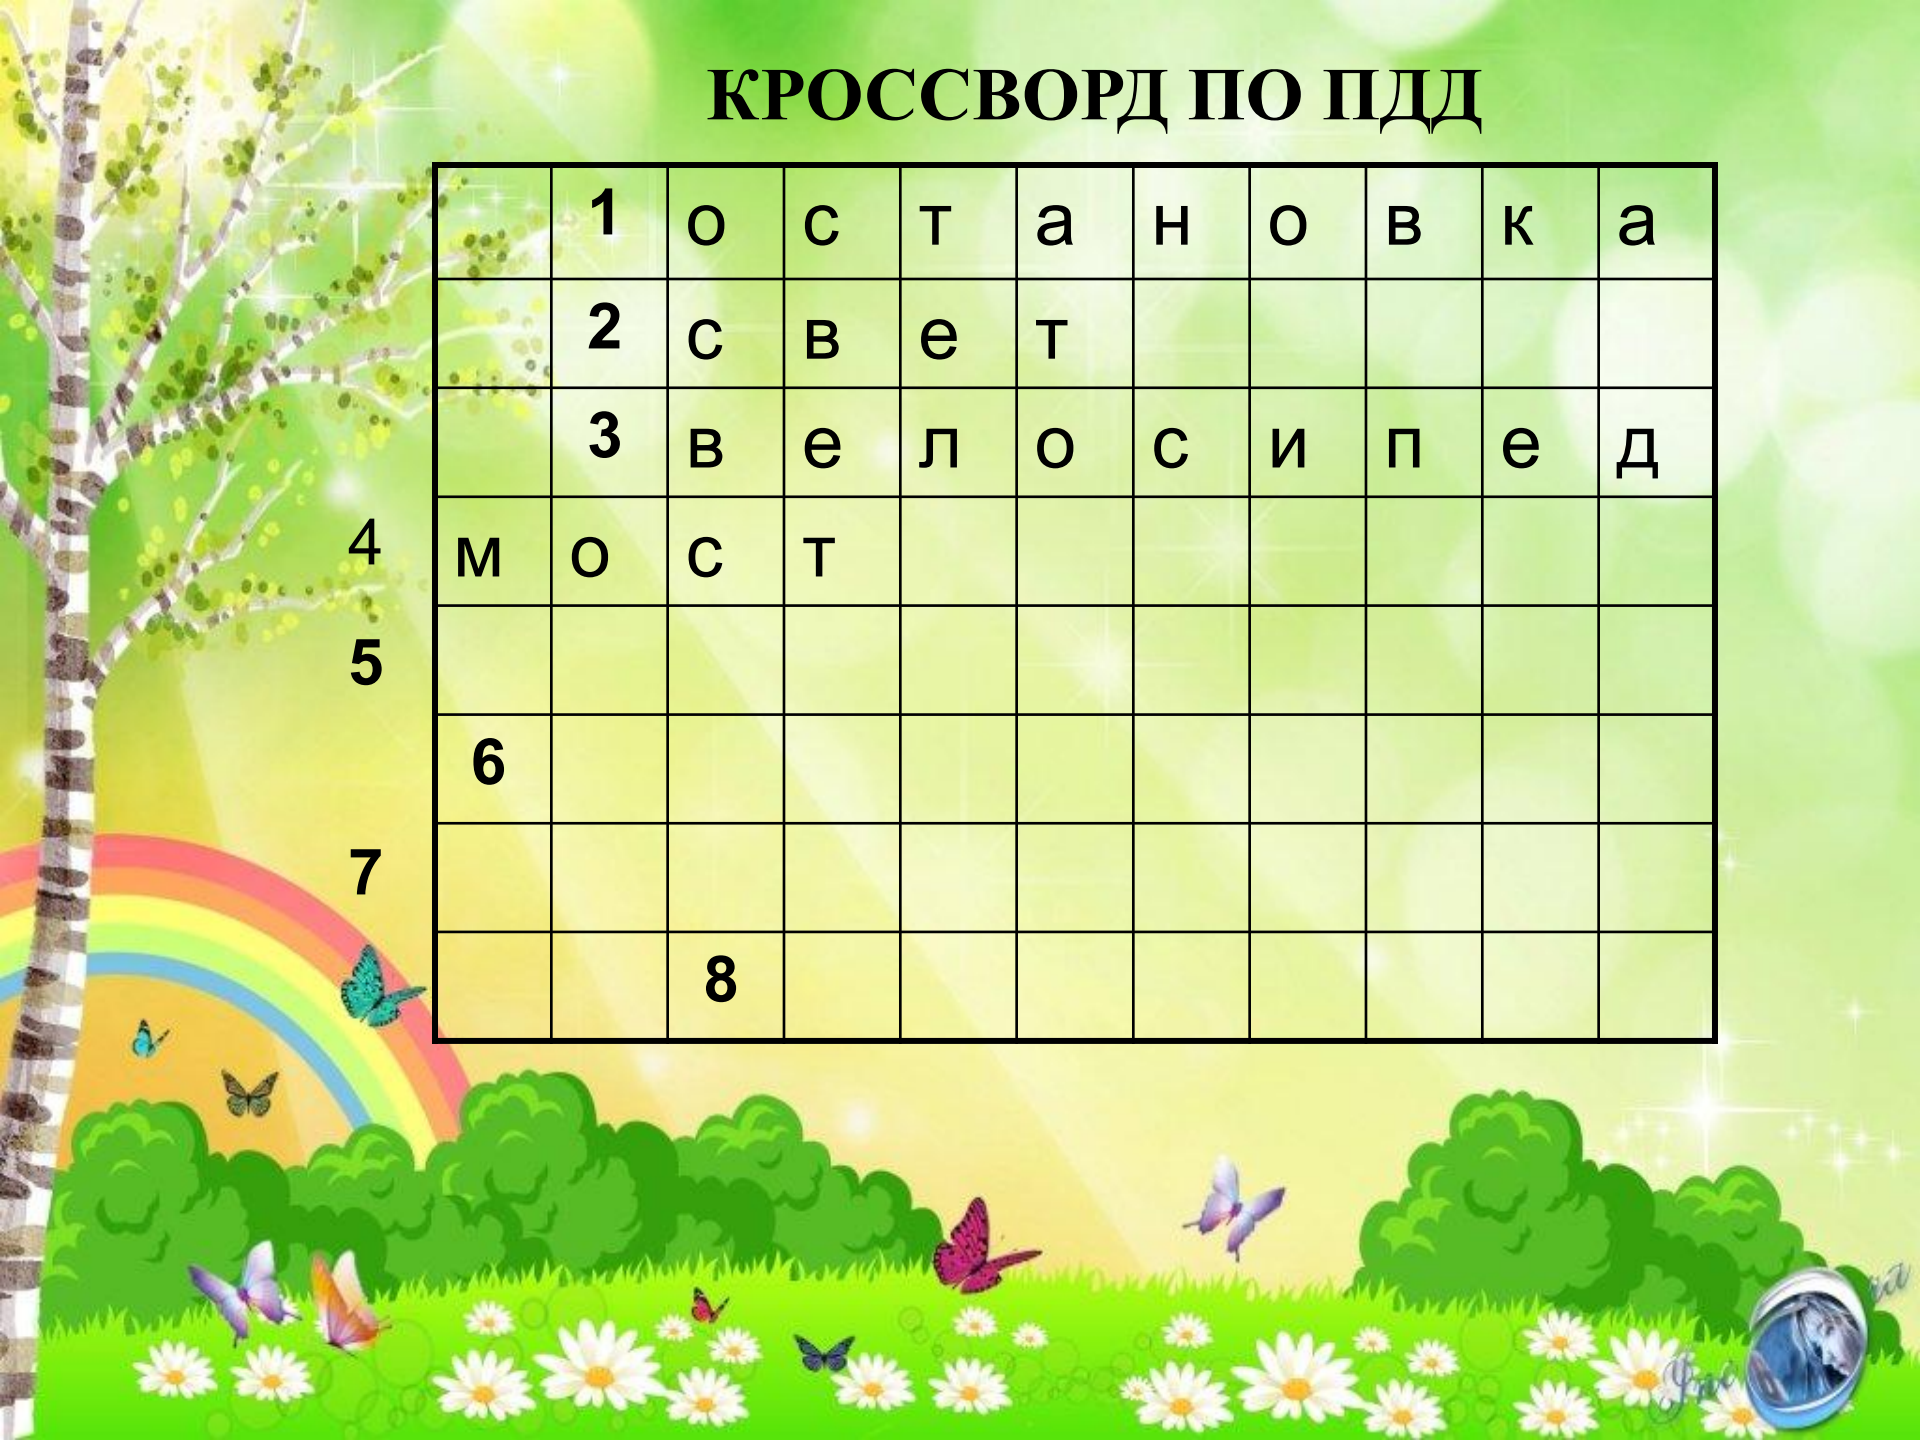 КРОССВОРД ПО ПДД
1 о с т а н о в к а
2 с в е т
3 в е л о с и п е д
4 м о с т
5
6
7
8